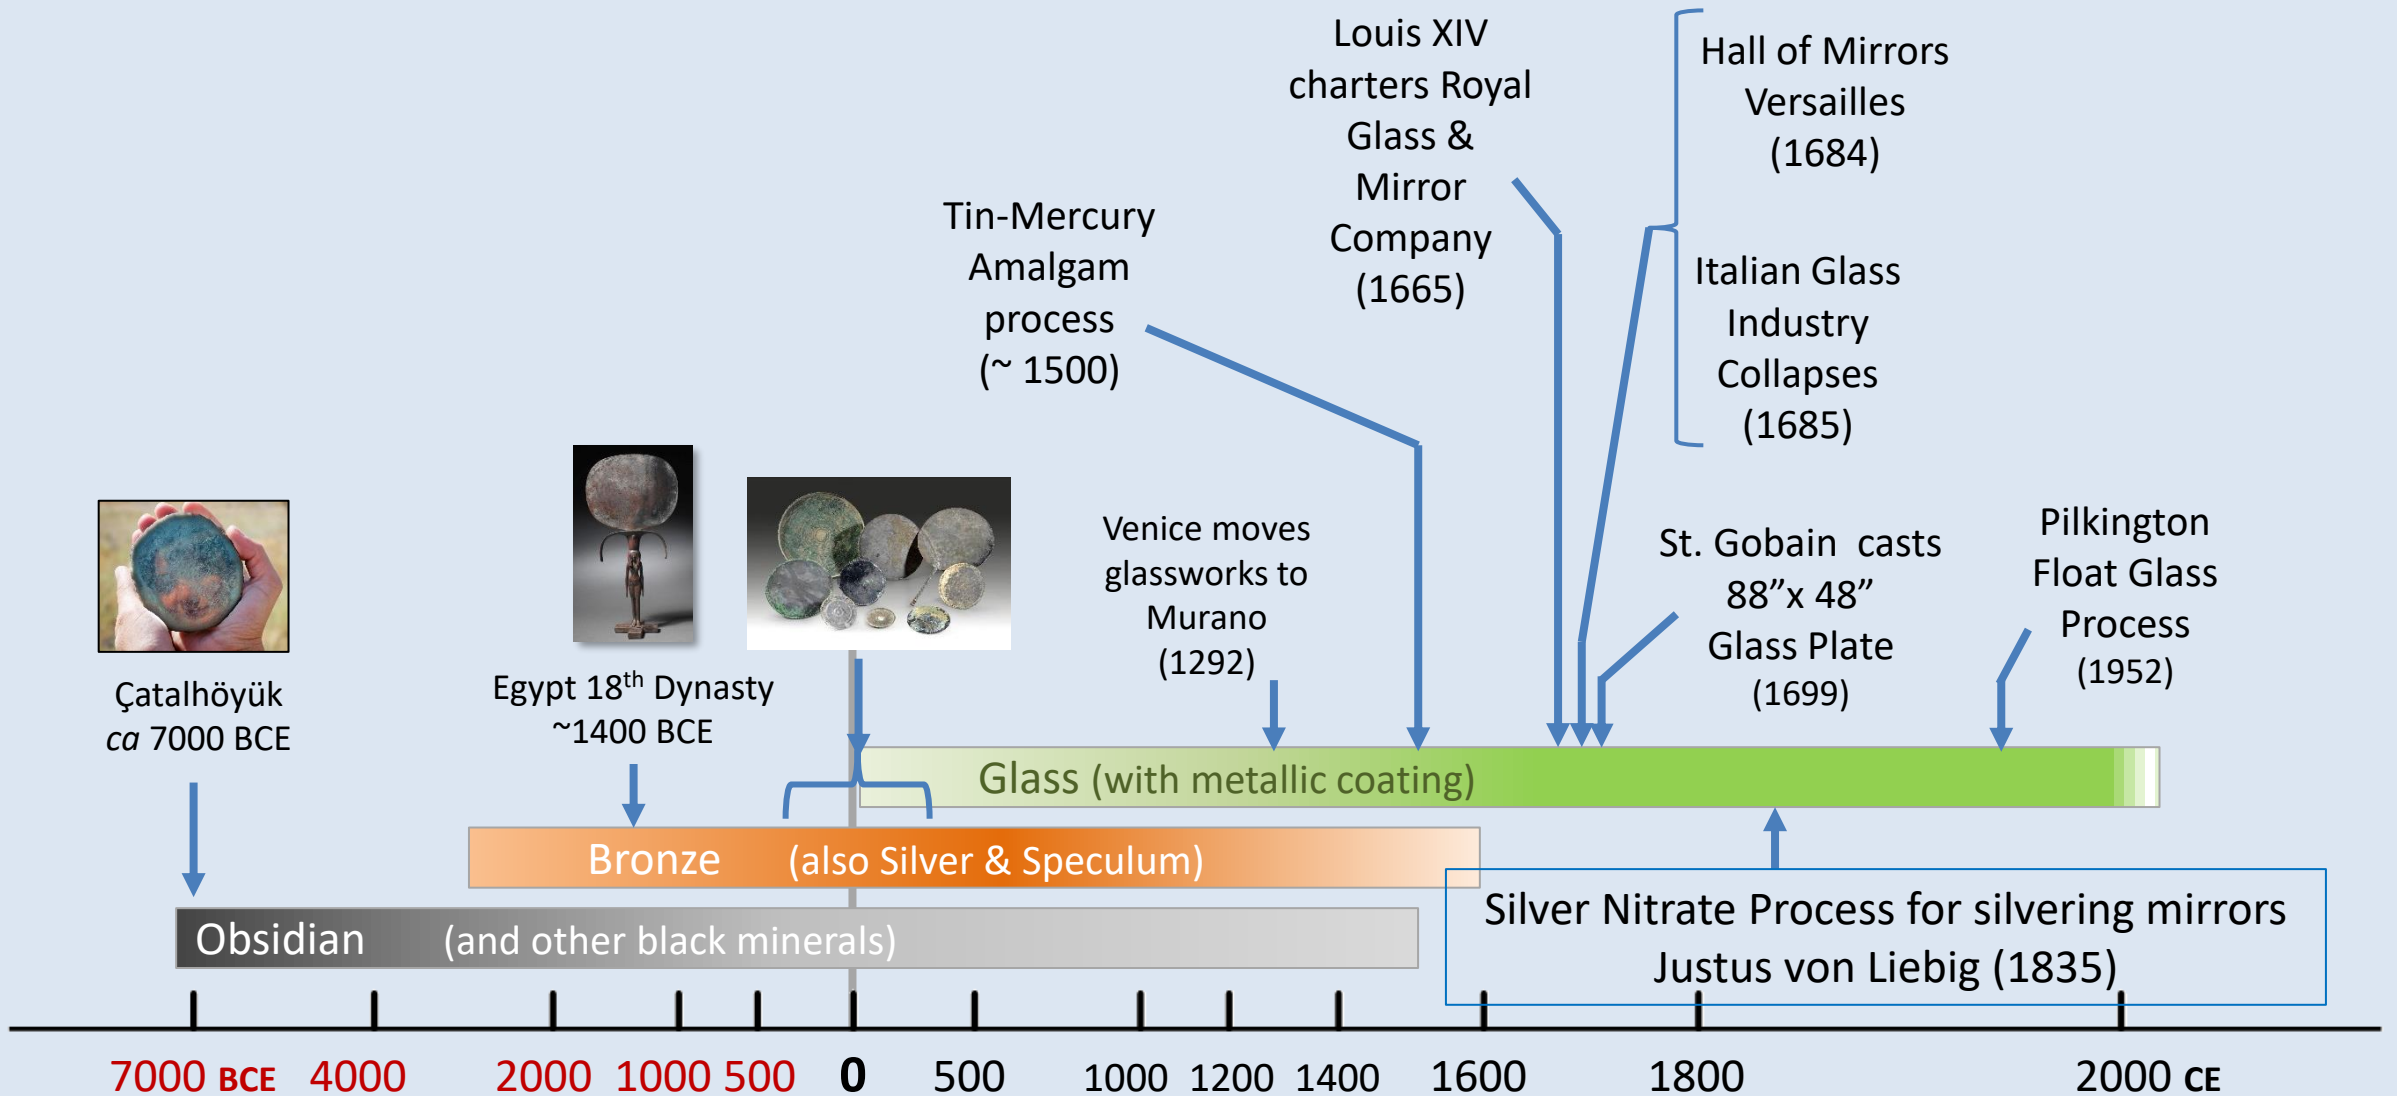 Louis XIV
charters Royal
Glass &
Mirror
Company
(1665)
Hall of Mirrors
Versailles
(1684)
Tin-Mercury
Amalgam
process
(~ 1500)
Italian Glass
Industry
Collapses
(1685)
Çatalhöyük
ca 7000 BCE
Egypt 18th Dynasty
~1400 BCE
Venice moves
glassworks to
Murano
(1292)
St. Gobain casts
88”x 48”
Glass Plate
(1699)
Pilkington
Float Glass
Process
(1952)
Glass (with metallic coating)
Bronze (also Silver & Speculum)
Obsidian (and other black minerals)
Silver Nitrate Process for silvering mirrors
Justus von Liebig (1835)
7000 BCE 4000 2000 1000 500 0 500 1000 1200 1400 1600 1800 2000 CE